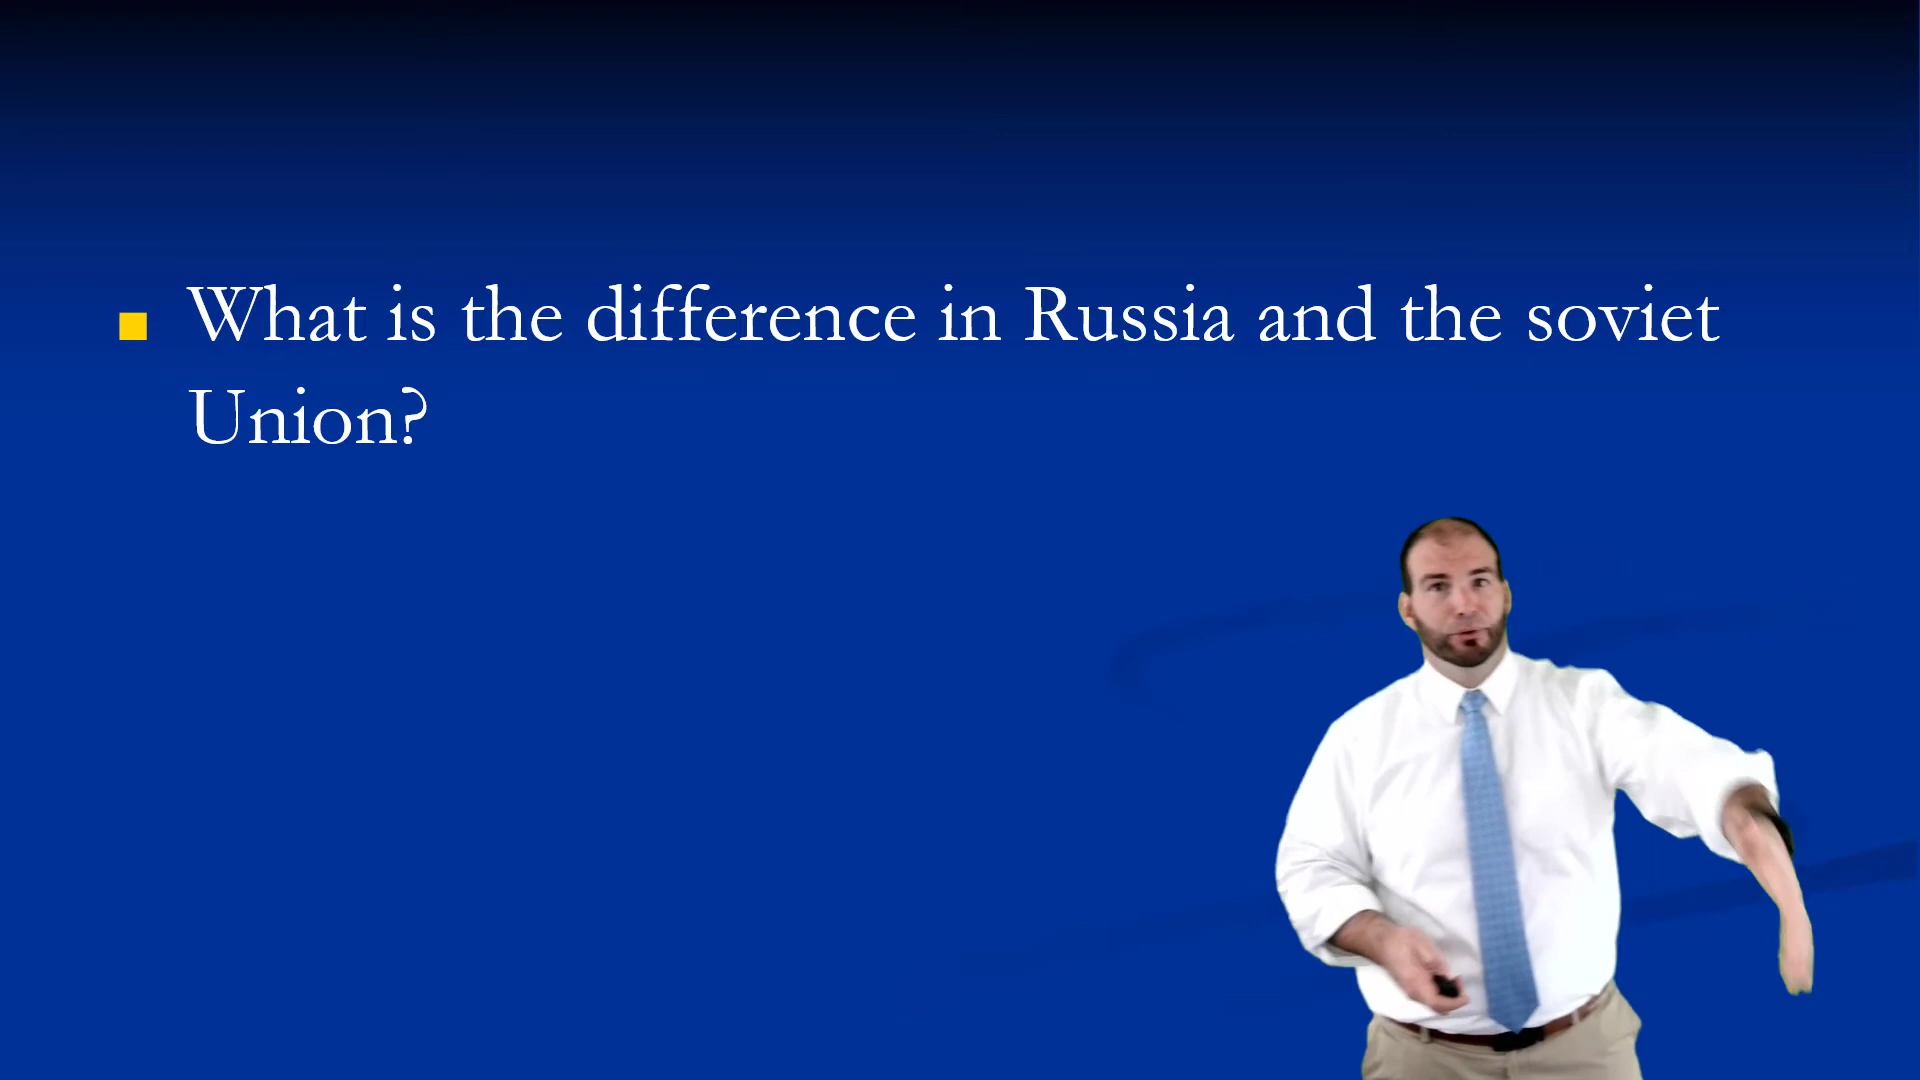 What is the difference in Russia and the soviet
Union?